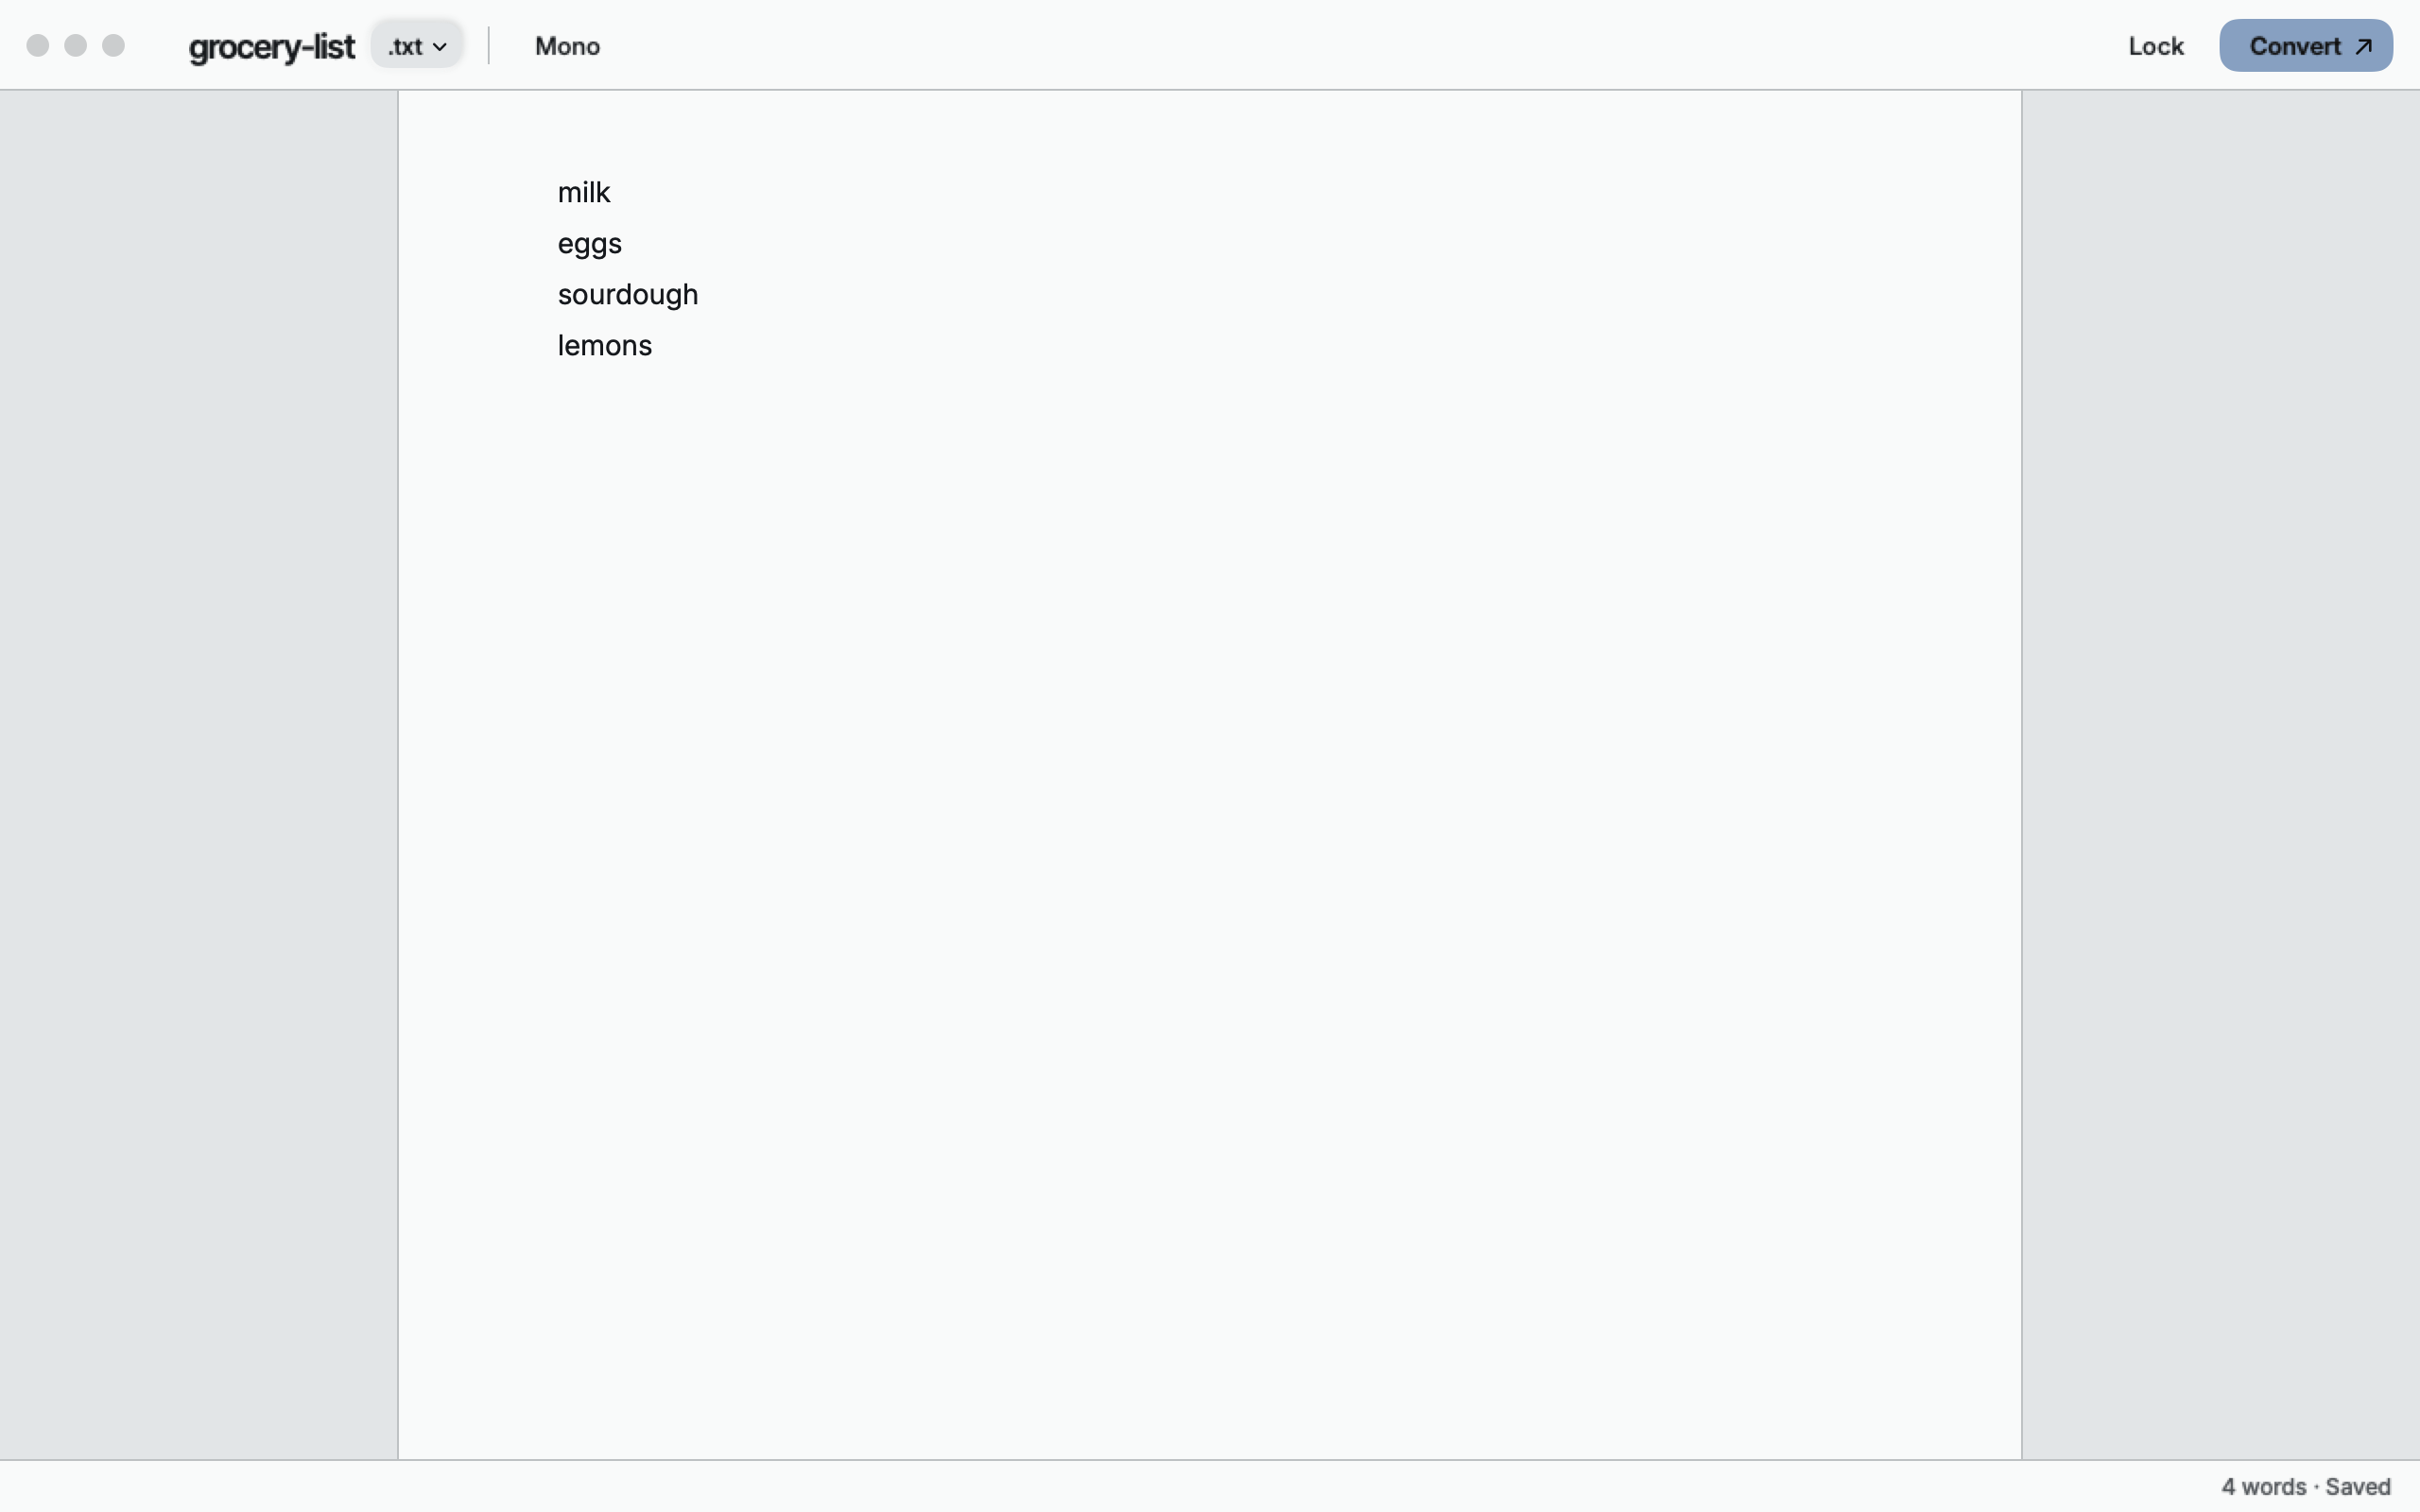 grocery-list .txt Mono Lock Convert
milk
eggs
sourdough
lemons
4 words · Saved